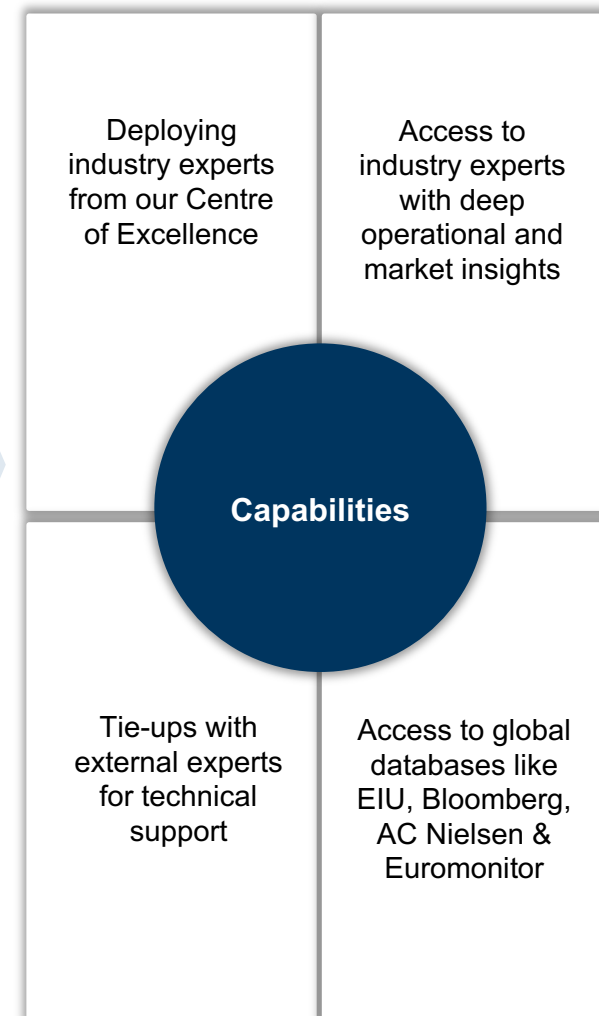 Deploying
industry experts
from our Centre
of Excellence
Access to
industry experts
with deep
operational and
market insights
Capabilities
Tie-ups with
external experts
for technical
support
Access to global
databases like
EIU, Bloomberg,
AC Nielsen &
Euromonitor